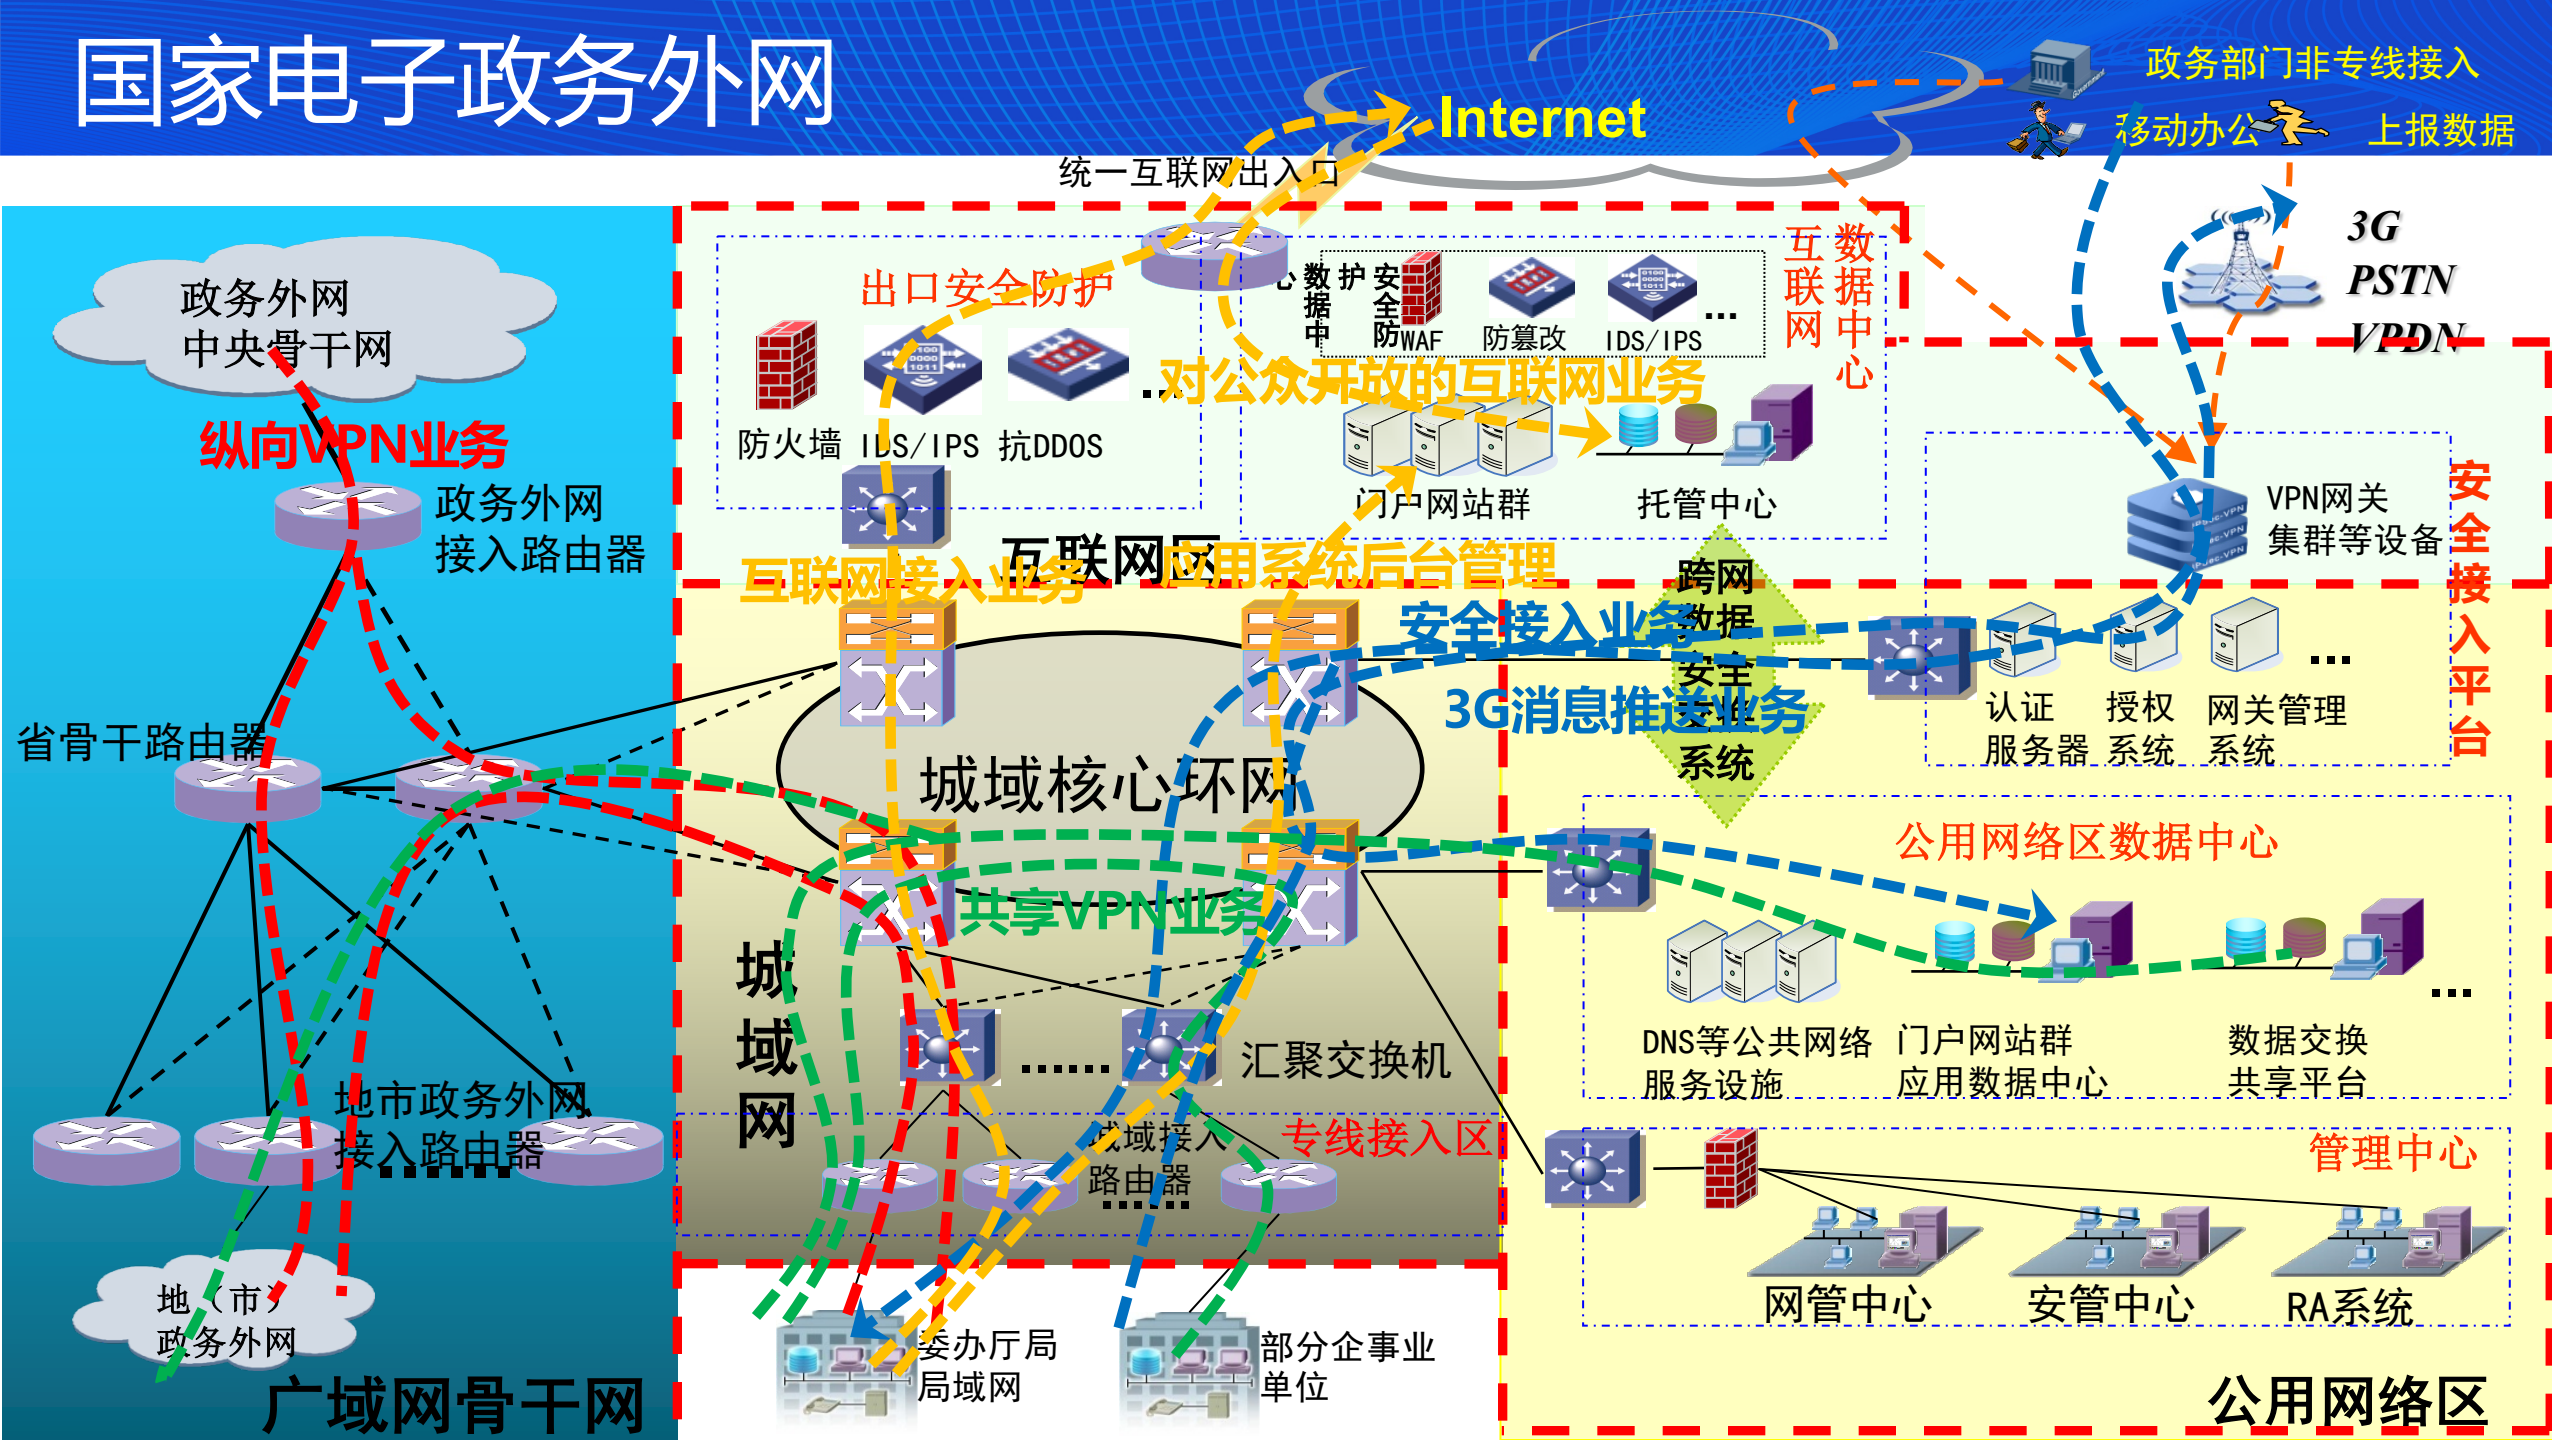 国家电子政务外网
Internet
政务部门非专线接入
移动办公
上报数据
统一互联网出入口
3G
PSTN
VPDN
政务外网
中央骨干网
纵向VPN业务
政务外网
接入路由器
省骨干路由器
地市政务外网
接入路由器
.......
地（市）
政务外网
广域网骨干网
出口安全防护
防火墙
IDS/IPS
抗DDOS
...
数据中心
安全防护
WAF
防篡改
IDS/IPS
...
互联网
数据中心
对公众开放的互联网业务
门户网站群
托管中心
互联网区
互联网接入业务
应用系统后台管理
跨网
数据
安全
系统
安全接入业务
3G消息推送业务
VPN网关
集群等设备
安全接入平台
认证
服务器
授权
系统
网关管理
系统
...
城域核心环网
共享VPN业务
城域网
......
汇聚交换机
城域接入
路由器
......
专线接入区
委办厅局
局域网
部分企事业
单位
公用网络区数据中心
DNS等公共网络
服务设施
门户网站群
应用数据中心
数据交换
共享平台
...
管理中心
网管中心
安管中心
RA系统
公用网络区